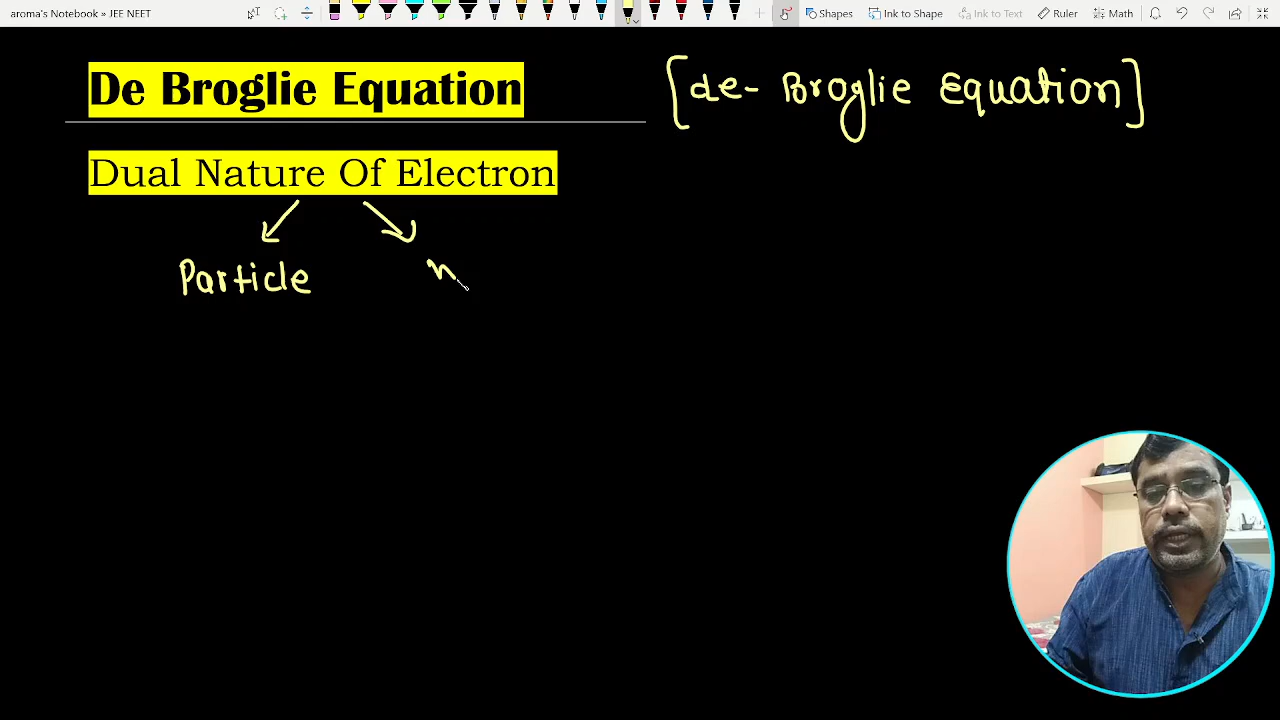 aroma's Notebook » JEE NEET
Shapes
Ink to Shape
Ink to Text
Ruler
Math
De Broglie Equation
[de- Broglie Equation]
Dual Nature Of Electron
Particle